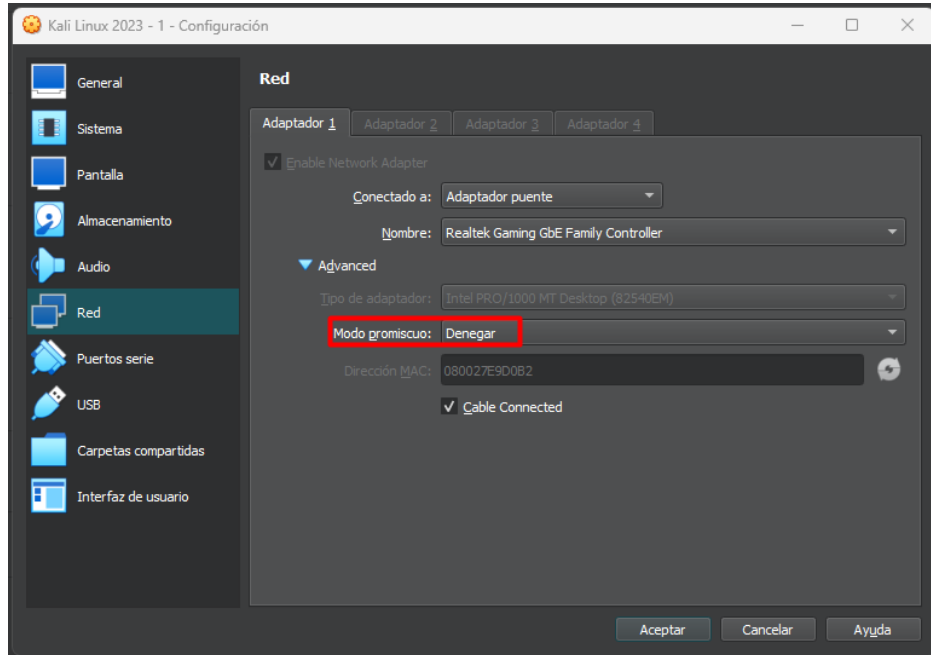 Kali Linux 2023 - 1 - Configuración
General
Sistema
Pantalla
Almacenamiento
Audio
Red
Puertos serie
USB
Carpetas compartidas
Interfaz de usuario
Red
Adaptador 1 Adaptador 2 Adaptador 3 Adaptador 4
Enable Network Adapter
Conectado a: Adaptador puente
Nombre: Realtek Gaming GbE Family Controller
Advanced
Tipo de adaptador: Intel PRO/1000 MT Desktop (82540EM)
Modo promiscuo: Denegar
Dirección MAC: 080027E9D0B2
Cable Connected
Aceptar Cancelar Ayuda